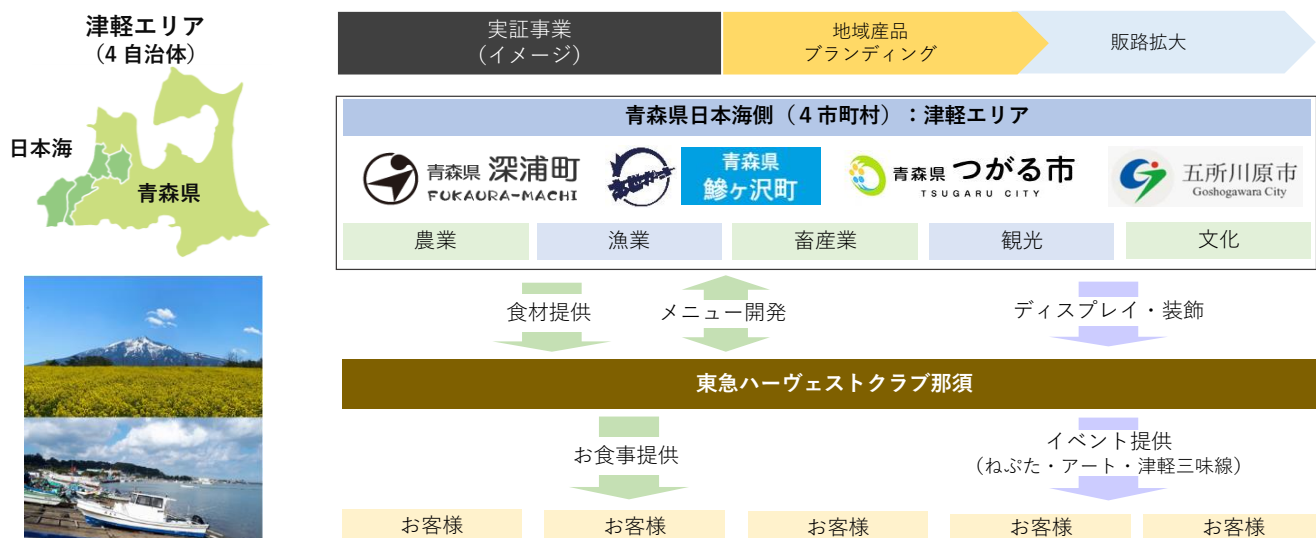 津軽エリア
(4自治体)
日本海
青森県
実証事業
(イメージ)
地域産品
ブランディング
販路拡大
青森県日本海側(4市町村):津軽エリア
青森県 深浦町
FUKAURA-MACHI
青森県
鰺ヶ沢町
青森県 つがる市
TSUGARU CITY
五所川原市
Goshogawara City
農業
漁業
畜産業
観光
文化
食材提供
メニュー開発
ディスプレイ・装飾
東急ハーヴェストクラブ那須
お食事提供
イベント提供
(ねぷた・アート・津軽三味線)
お客様
お客様
お客様
お客様
お客様